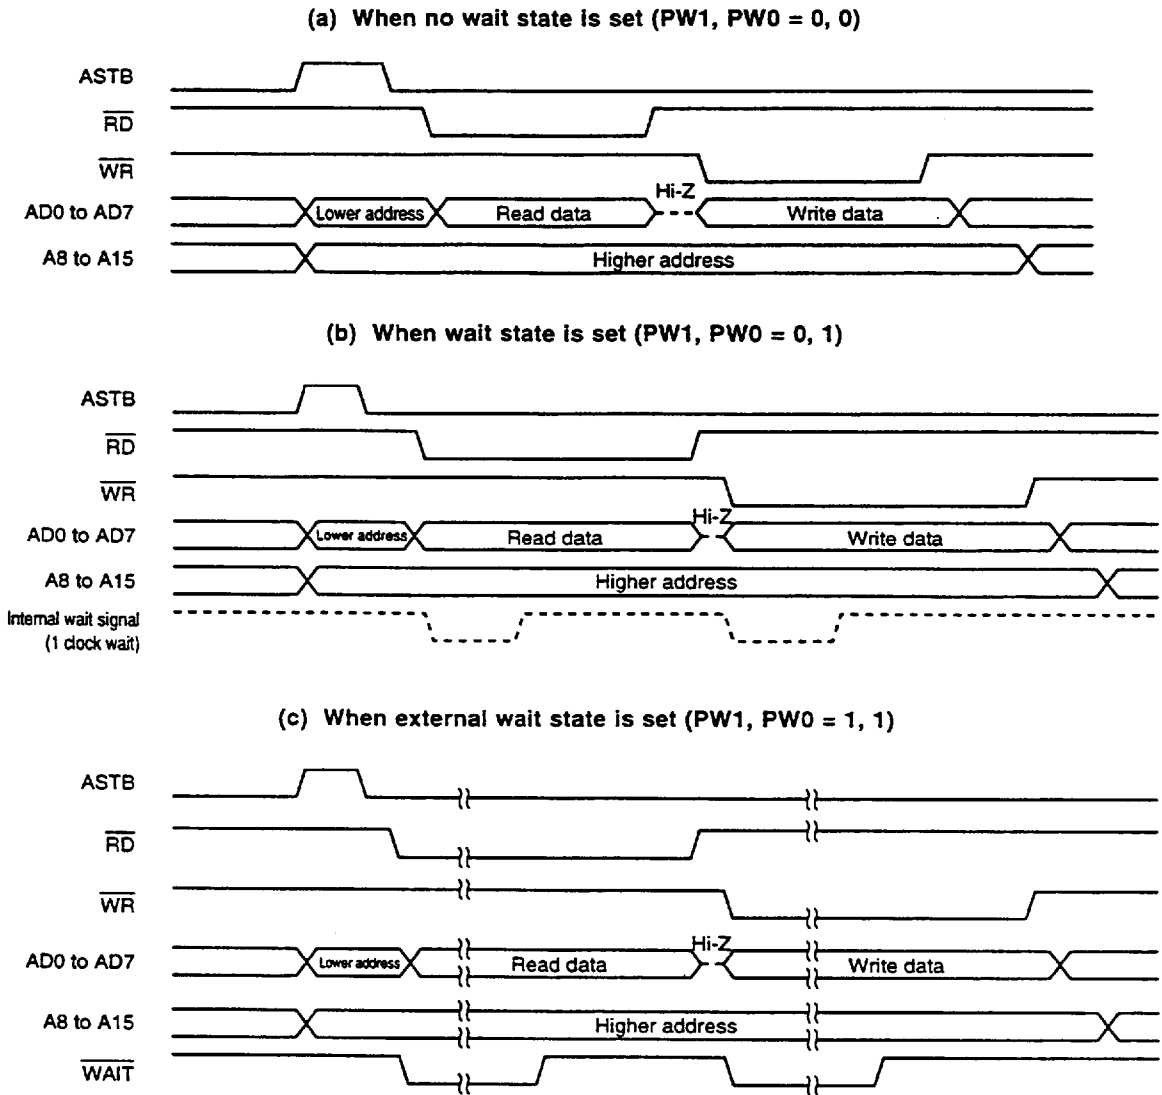 (a) When no wait state is set (PW1, PW0 = 0, 0)
ASTB
RD
WR
Hi-Z
AD0 to AD7
Lower address
Read data
Write data
A8 to A15
Higher address
(b) When wait state is set (PW1, PW0 = 0, 1)
ASTB
RD
WR
Hi-Z
AD0 to AD7
Lower address
Read data
Write data
A8 to A15
Higher address
Internal wait signal
(1 clock wait)
(c) When external wait state is set (PW1, PW0 = 1, 1)
ASTB
RD
WR
Hi-Z
AD0 to AD7
Lower address
Read data
Write data
A8 to A15
Higher address
WAIT